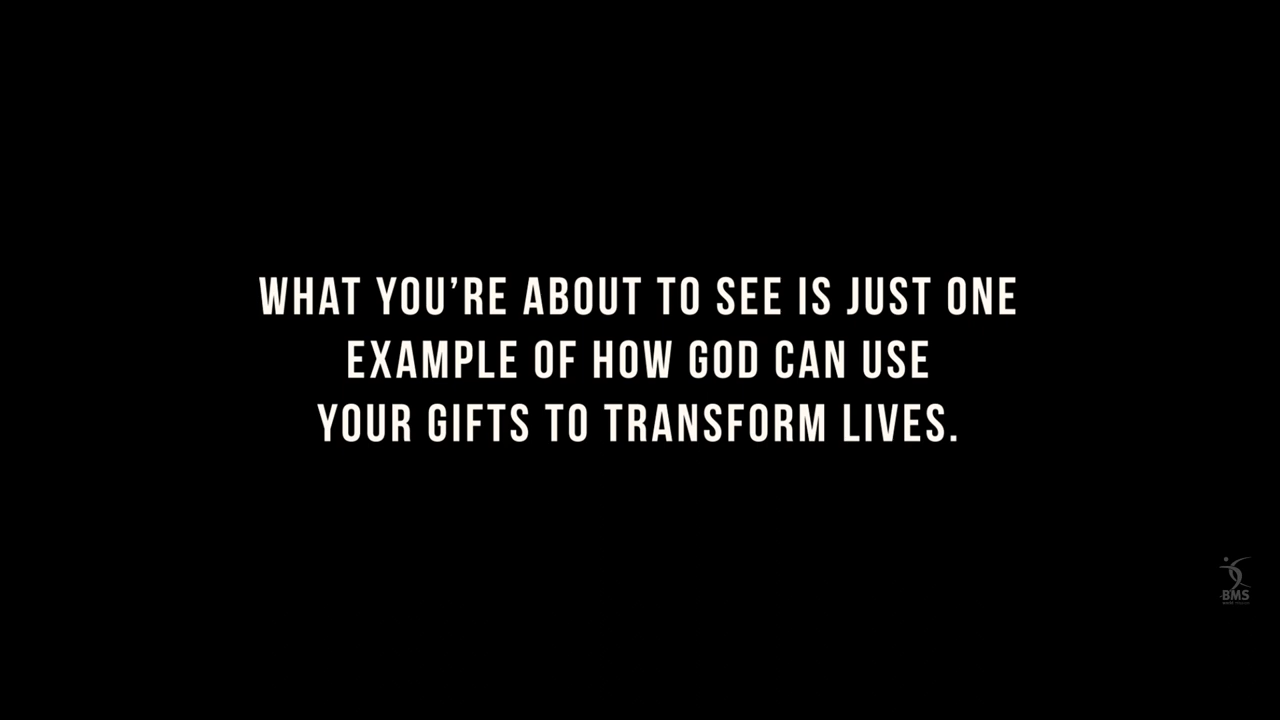 WHAT YOU’RE ABOUT TO SEE IS JUST ONE
EXAMPLE OF HOW GOD CAN USE
YOUR GIFTS TO TRANSFORM LIVES.
BMS